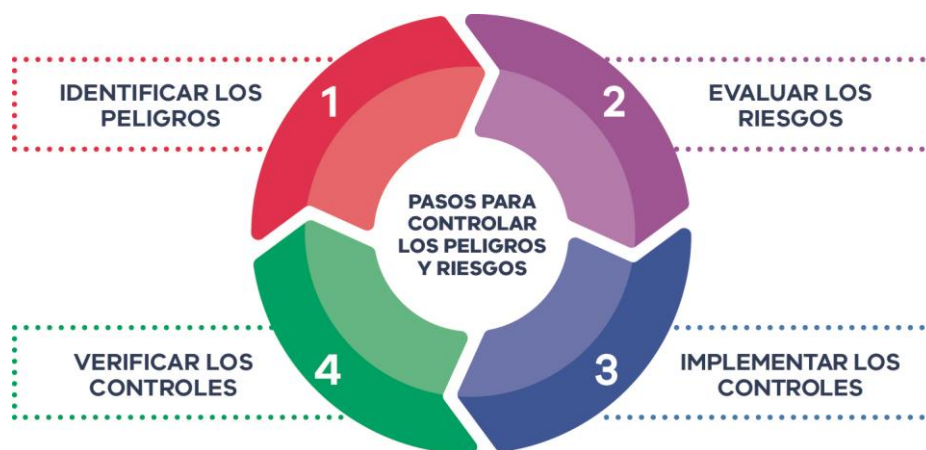 IDENTIFICAR LOS
PELIGROS
1
2
EVALUAR LOS
RIESGOS
PASOS PARA
CONTROLAR
LOS PELIGROS
Y RIESGOS
VERIFICAR LOS
CONTROLES
4
3
IMPLEMENTAR LOS
CONTROLES